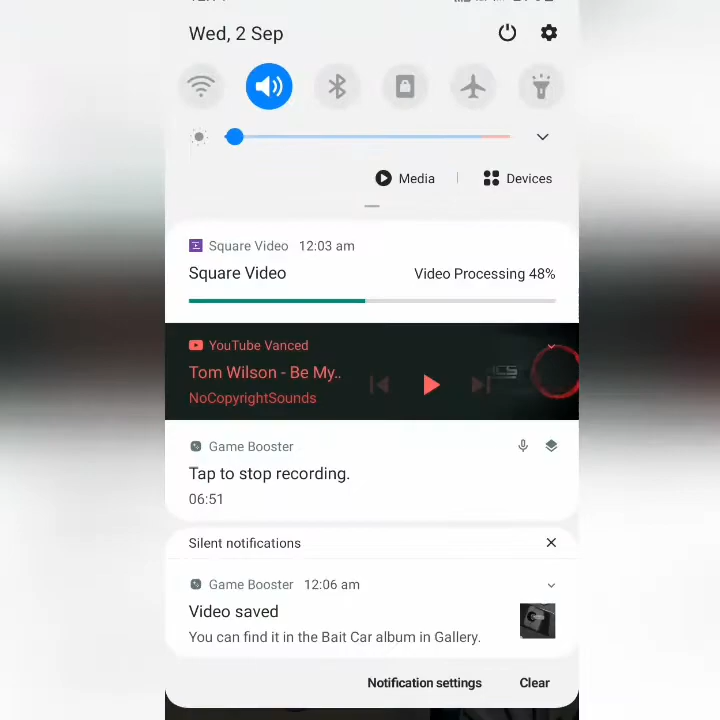 Wed, 2 Sep
Media
Devices
Square Video 12:03 am
Square Video Video Processing 48%
YouTube Vanced
Tom Wilson - Be My..
NoCopyrightSounds
Game Booster
Tap to stop recording.
06:51
Silent notifications
Game Booster 12:06 am
Video saved
You can find it in the Bait Car album in Gallery.
Notification settings Clear